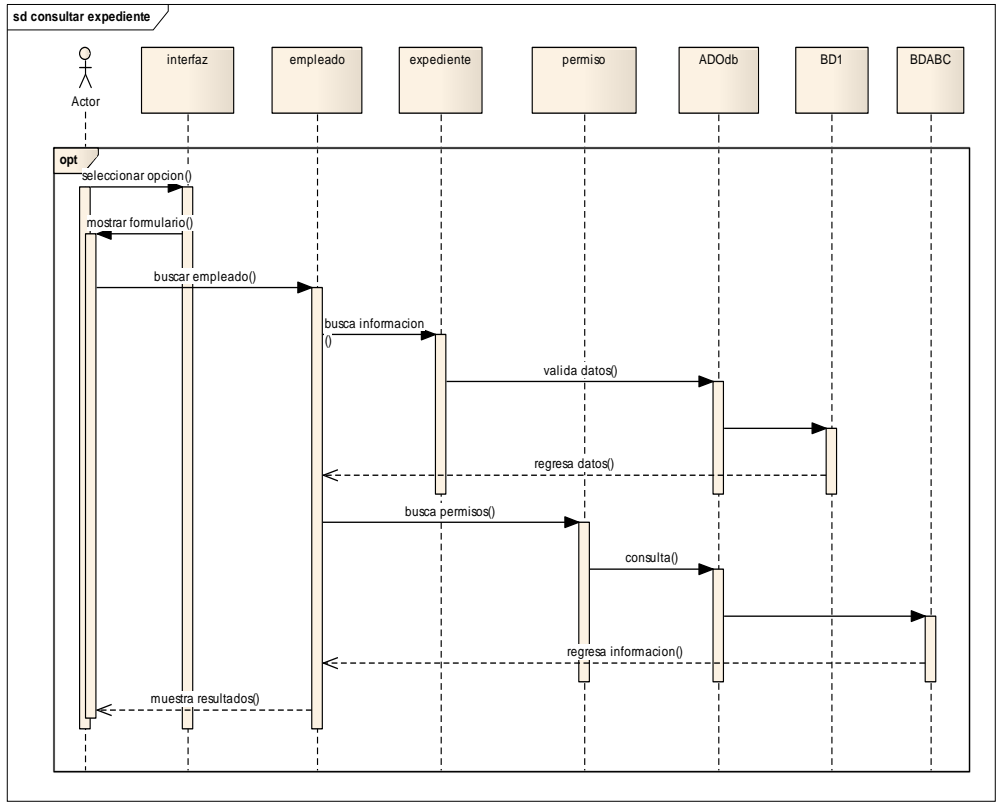 sd consultar expediente
Actor
interfaz
empleado
expediente
permiso
ADOdb
BD1
BDABC
opt
seleccionar opcion()
mostrar formulario()
buscar empleado()
busca informacion
()
valida datos()
regresa datos()
busca permisos()
consulta()
regresa informacion()
muestra resultados()